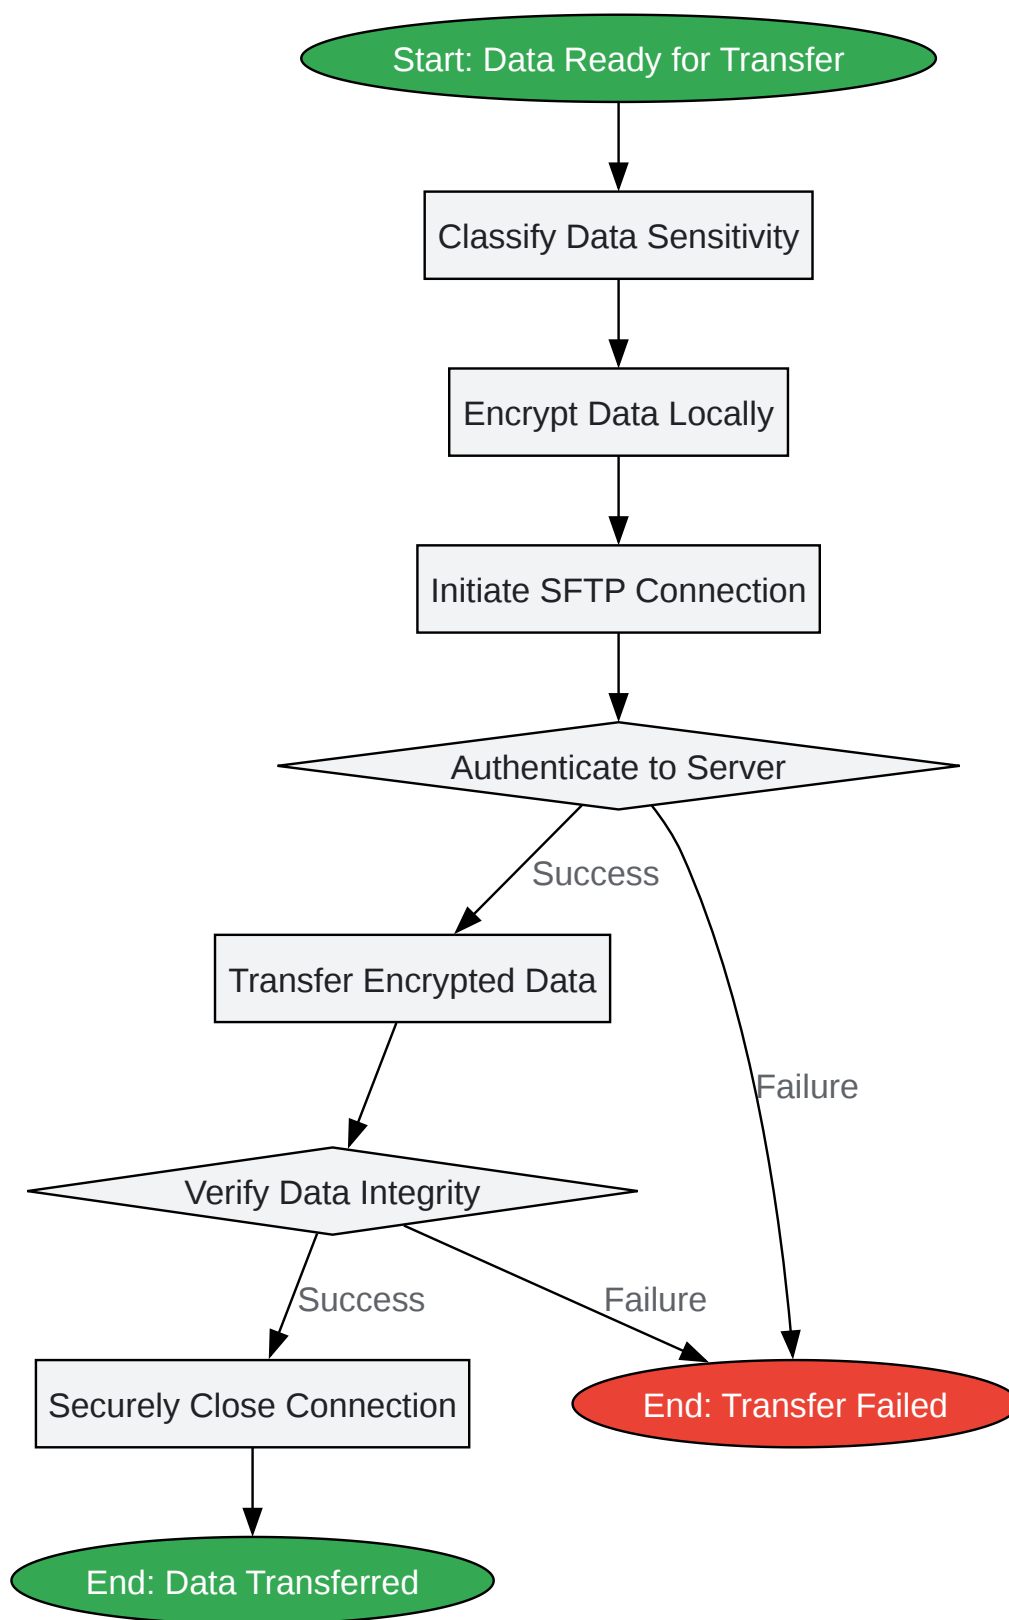 Start: Data Ready for Transfer
Classify Data Sensitivity
Encrypt Data Locally
Initiate SFTP Connection
Authenticate to Server
Success
Transfer Encrypted Data
Failure
Verify Data Integrity
Success
Failure
Securely Close Connection
End: Transfer Failed
End: Data Transferred